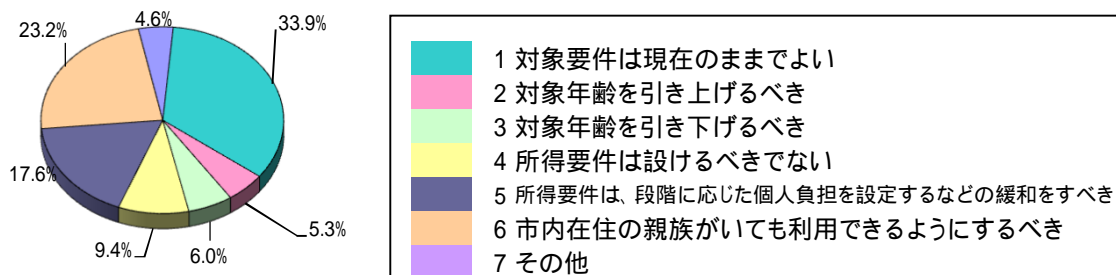 4.6%
33.9%
23.2%
17.6%
9.4%
6.0%
5.3%
1 対象要件は現在のままでよい
2 対象年齢を引き上げるべき
3 対象年齢を引き下げるべき
4 所得要件は設けるべきでない
5 所得要件は、段階に応じた個人負担を設定するなどの緩和をすべき
6 市内在住の親族がいても利用できるようにするべき
7 その他